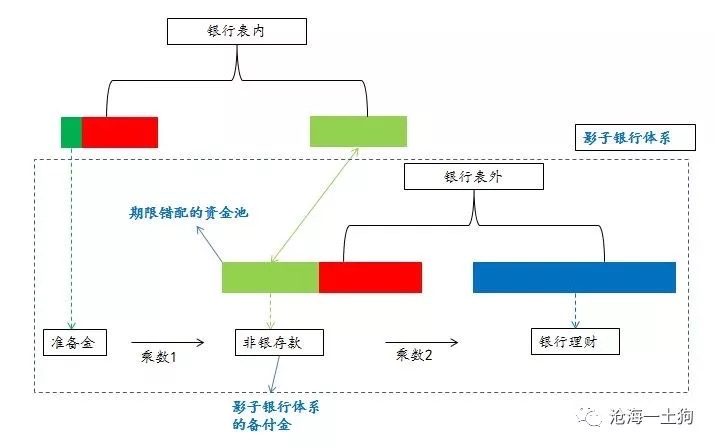 银行表内
影子银行体系
银行表外
期限错配的资金池
准备金
乘数1
非银存款
乘数2
银行理财
影子银行体系
的备付金
沧海一土狗